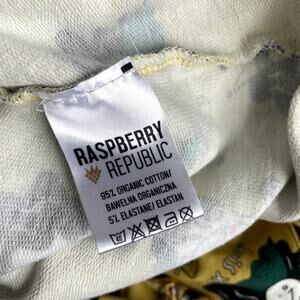 RASPBERRY
REPUBLIC
95% ORGANIC COTTON/
BAWEŁNA ORGANICZNA
5% ELASTANE/ ELASTAN